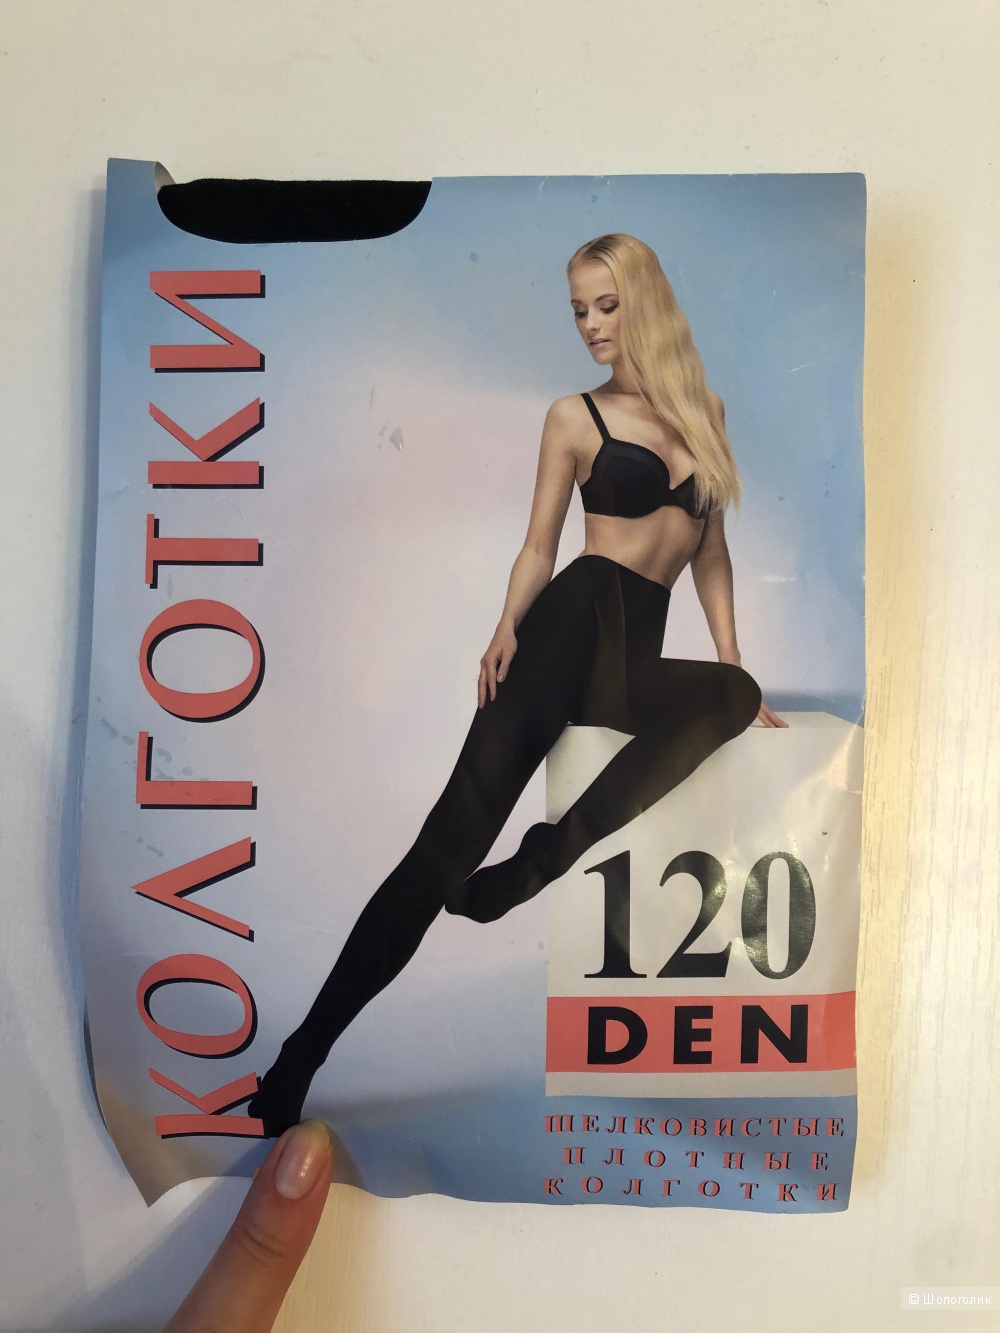 КОЛГОТКИ
120
DEN
ШЕЛКОВИСТЫЕ
ПЛОТНЫЕ
КОЛГОТКИ
© Шопоголик